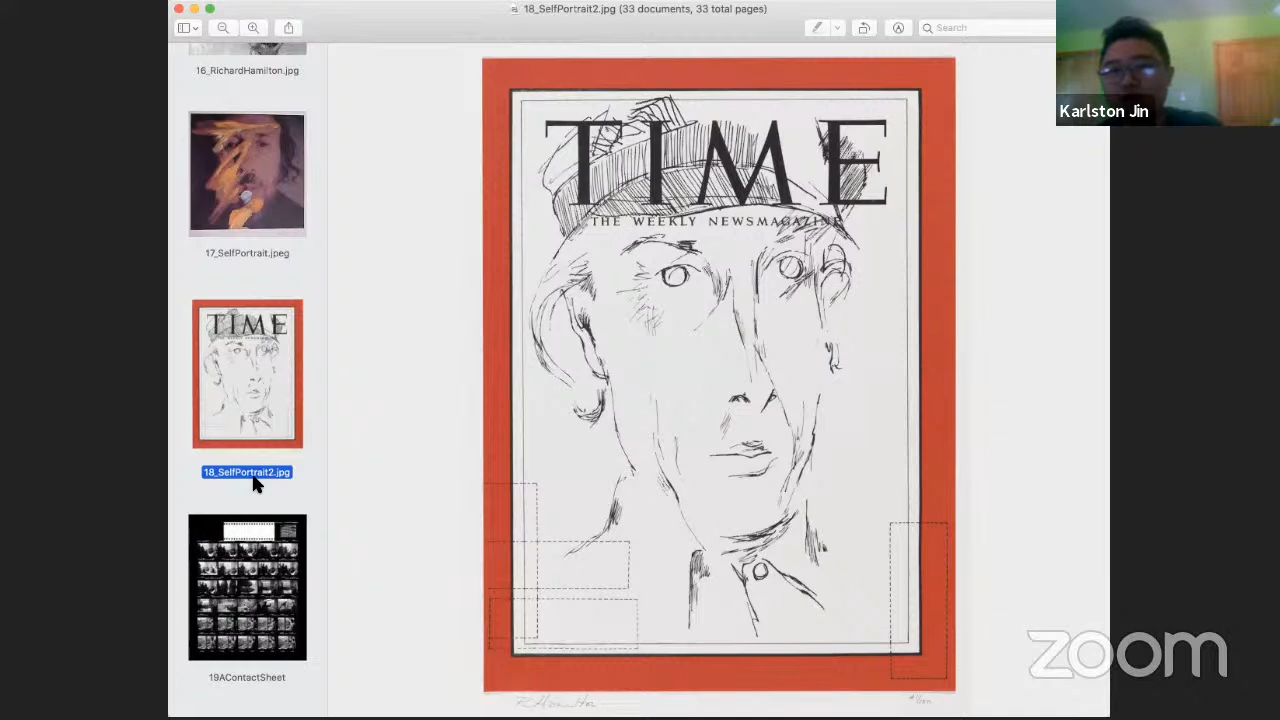 18_SelfPortrait2.jpg (33 documents, 33 total pages)
Search
16_RichardHamilton.jpg
17_SelfPortrait.jpeg
TIME
18_SelfPortrait2.jpg
19AContactSheet
TIME
THE WEEKLY NEWSMAGAZINE
Karlston Jin
zoom